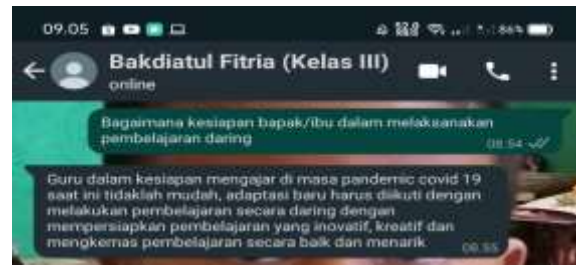 09.05
86%
Bakdiatul Fitria (Kelas III)
online
Bagaimana kesiapan bapak/ibu dalam melaksanakan
pembelajaran daring
08.54
Guru dalam kesiapan mengajar di masa pandemic covid 19
saat ini tidaklah mudah, adaptasi baru harus diikuti dengan
melakukan pembelajaran secara daring dengan
mempersiapkan pembelajaran yang inovatif, kreatif dan
mengkemas pembelajaran secara baik dan menarik
08.55